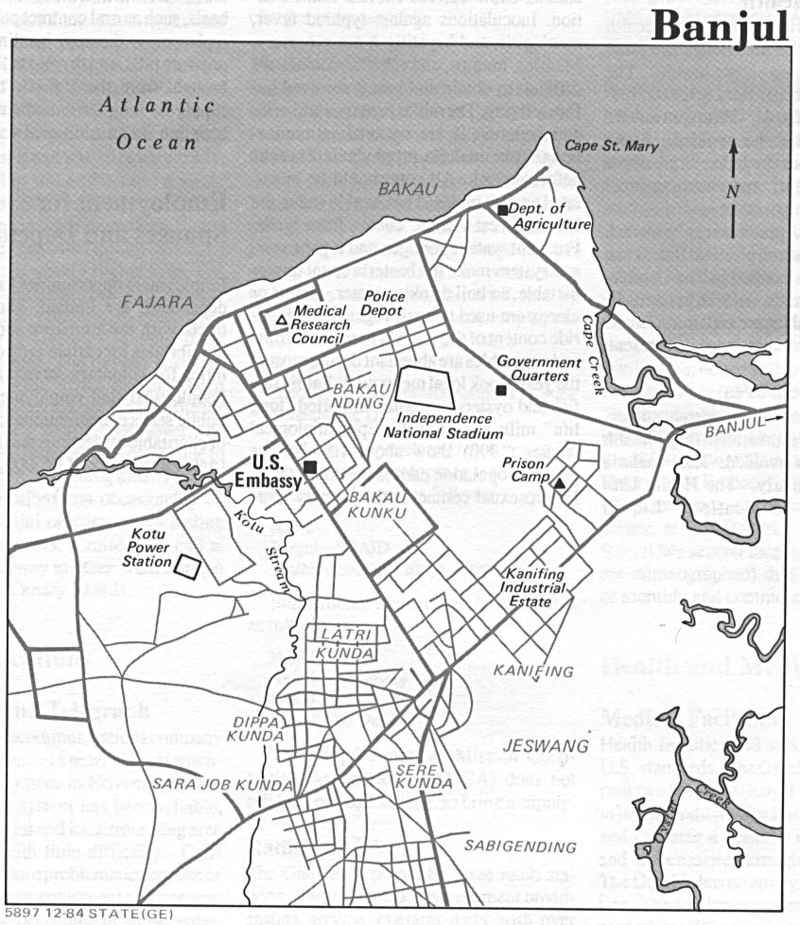 Banjul
Atlantic
Ocean
Cape St. Mary
N
BAKAU
Dept. of
Agriculture
FAJARA
Police
Depot
Medical
Research
Council
Cape Creek
Government
Quarters
BAKAU
NDING
Independence
National Stadium
BANJUL
U.S.
Embassy
Prison
Camp
BAKAU
KUNKU
Kotu Stream
Kotu
Power
Station
Kanifing
Industrial
Estate
LATRI
KUNDA
KANIFING
DIPPA
KUNDA
JESWANG
SERE
KUNDA
SARA JOB KUNDA
Creek
SABIGENDING
5897 12-84 STATE(GE)